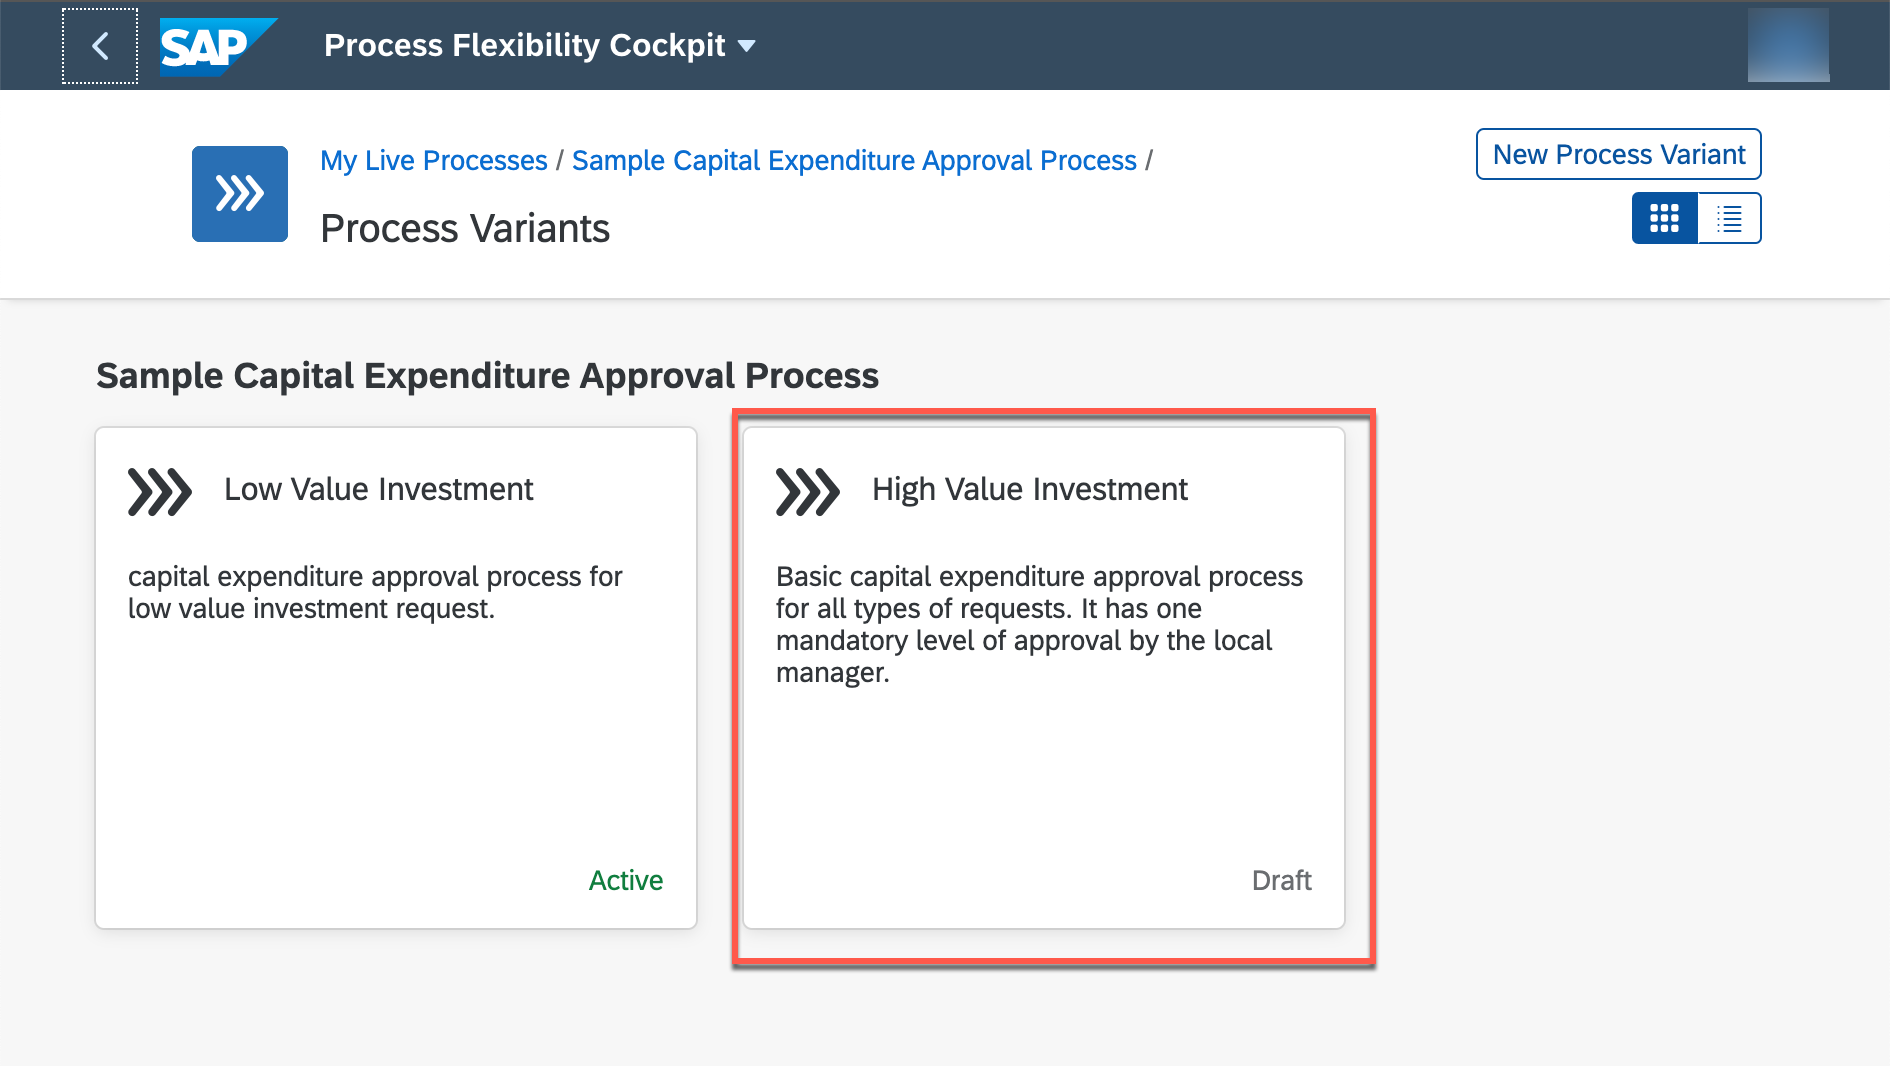 SAP
Process Flexibility Cockpit
My Live Processes / Sample Capital Expenditure Approval Process /
New Process Variant
Process Variants
Sample Capital Expenditure Approval Process
Low Value Investment
capital expenditure approval process for
low value investment request.
Active
High Value Investment
Basic capital expenditure approval process
for all types of requests. It has one
mandatory level of approval by the local
manager.
Draft